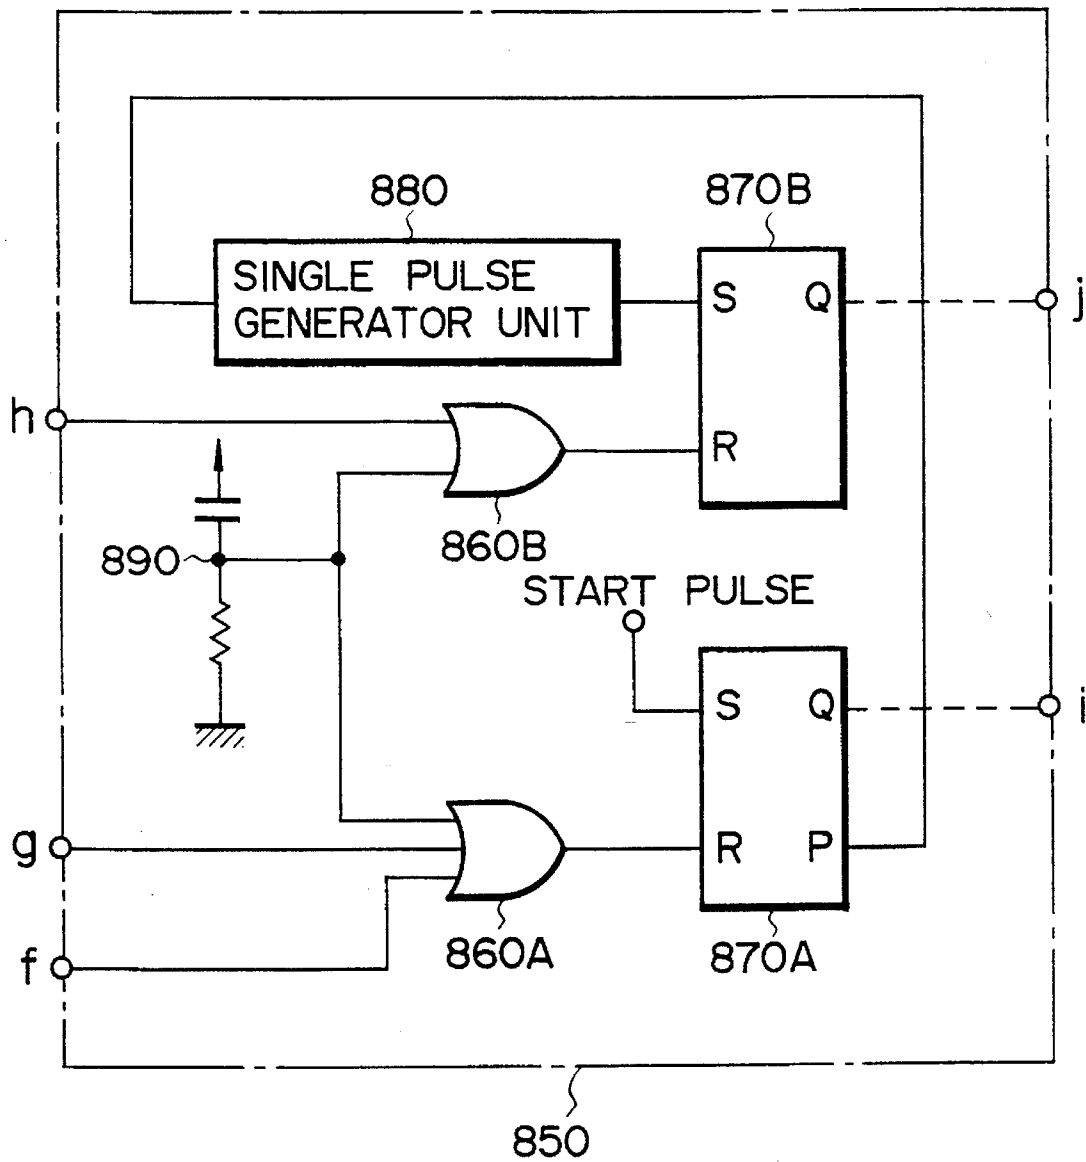 880
870B
SINGLE PULSE
GENERATOR UNIT
S Q
j
h
R
860B
890
START PULSE
S Q
i
g
R P
860A
870A
f
850